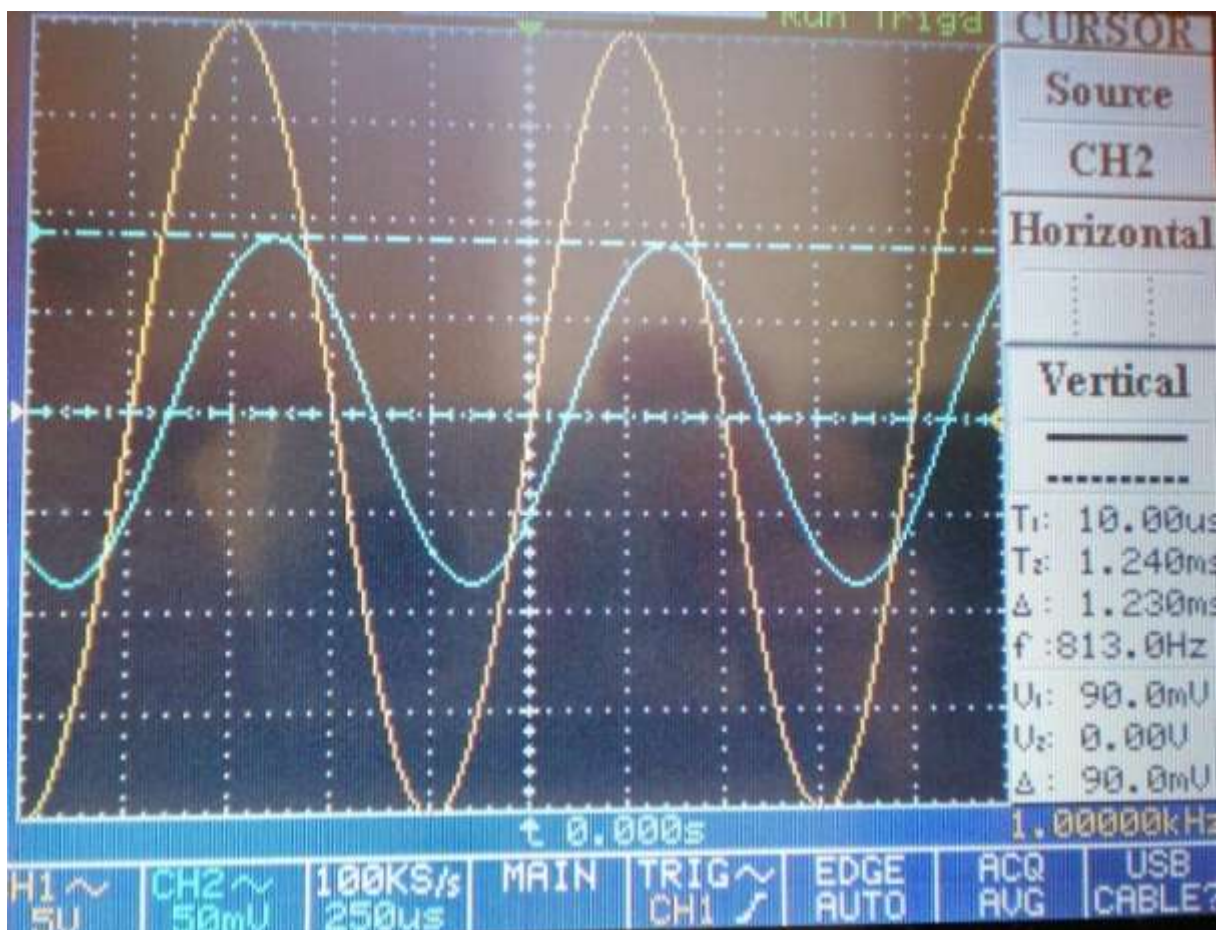 Run Trig'd
CURSOR
Source
CH2
Horizontal
Vertical
T1: 10.00us
T2: 1.240ms
Δ: 1.230ms
f :813.0Hz
V1: 90.0mV
V2: 0.00V
Δ: 90.0mV
t 0.000s
1.00000kHz
H1 ~ CH2 ~ 100KS/s MAIN TRIG ~ EDGE ACQ USB
5V 50mV 250us CH1 AUTO AVG CABLE?